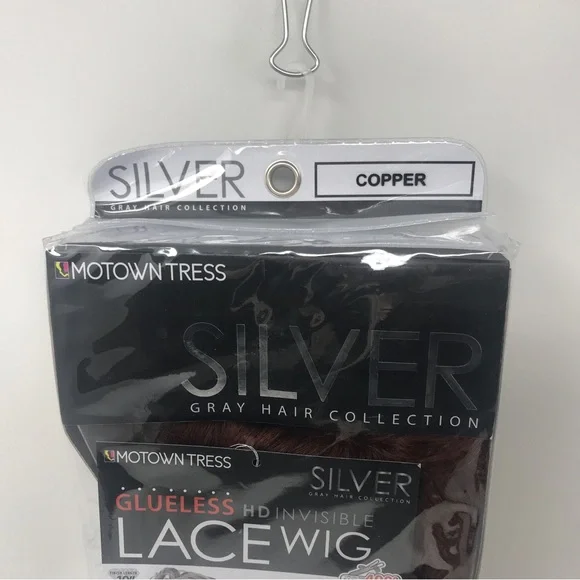 SILVER
GRAY HAIR COLLECTION
COPPER
MOTOWN TRESS
SILVER
GRAY HAIR COLLECTION
MOTOWN TRESS
SILVER
GRAY HAIR COLLECTION
GLUELESS HD INVISIBLE
LACE WIG